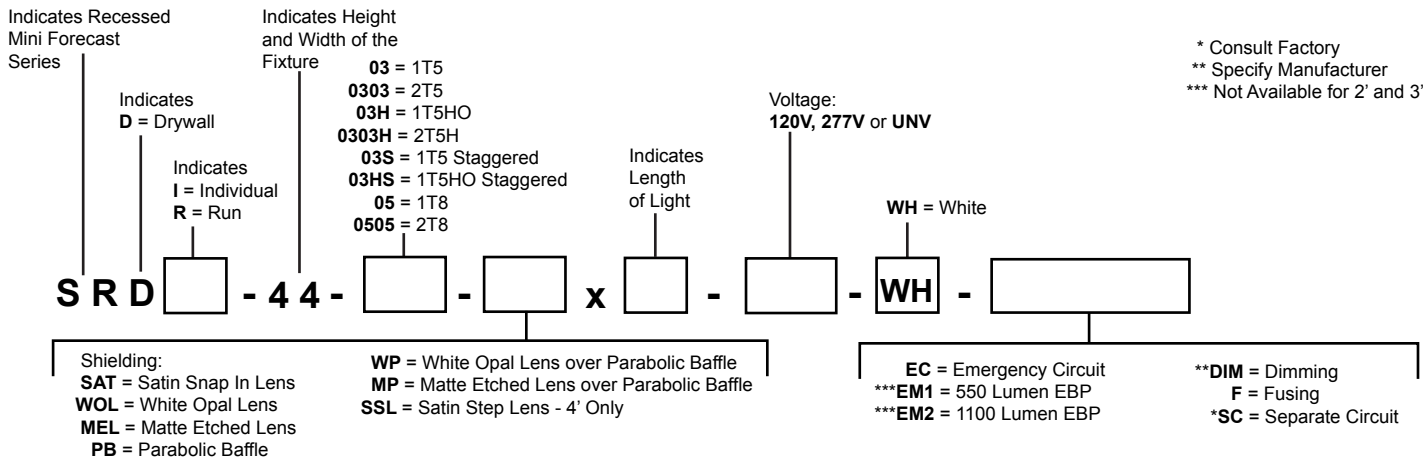 Indicates Recessed
Mini Forecast
Series
Indicates
D = Drywall
Indicates
I = Individual
R = Run
Indicates Height
and Width of the
Fixture
03 = 1T5
0303 = 2T5
03H = 1T5HO
0303H = 2T5H
03S = 1T5 Staggered
03HS = 1T5HO Staggered
05 = 1T8
0505 = 2T8
Indicates
Length
of Light
Voltage:
120V, 277V or UNV
WH = White
* Consult Factory
** Specify Manufacturer
*** Not Available for 2' and 3'
S R D - 4 4 - - x - - WH -
Shielding:
SAT = Satin Snap In Lens
WOL = White Opal Lens
MEL = Matte Etched Lens
PB = Parabolic Baffle
WP = White Opal Lens over Parabolic Baffle
MP = Matte Etched Lens over Parabolic Baffle
SSL = Satin Step Lens - 4' Only
EC = Emergency Circuit
***EM1 = 550 Lumen EBP
***EM2 = 1100 Lumen EBP
**DIM = Dimming
F = Fusing
*SC = Separate Circuit